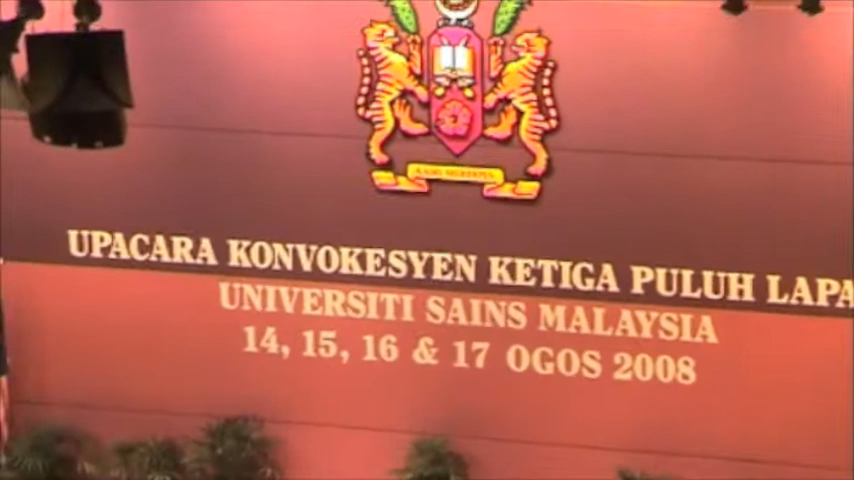 UPACARA KONVOKESYEN KETIGA PULUH LAPA
UNIVERSITI SAINS MALAYSIA
14, 15, 16 & 17 OGOS 2008